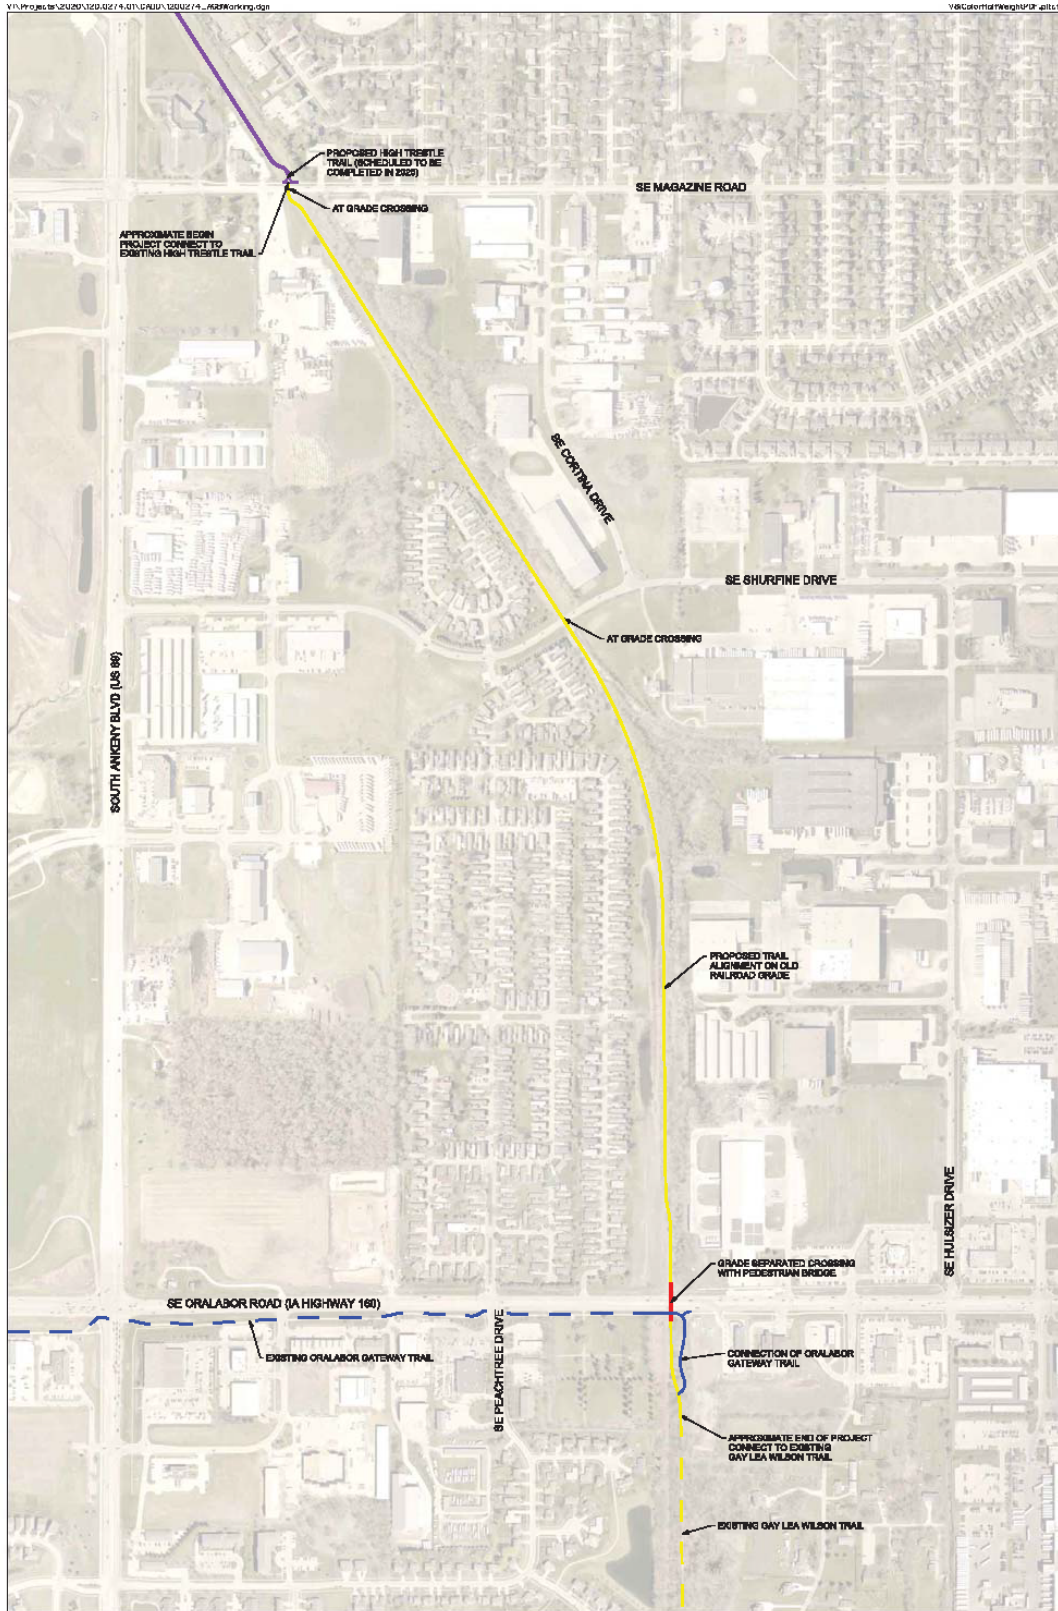 PROPOSED HIGH TRESTLE
TRAIL (SCHEDULED TO BE
COMPLETED IN 2020)
SE MAGAZINE ROAD
AT GRADE CROSSING
APPROXIMATE BEGIN
PROJECT CONNECT TO
EXISTING HIGH TRESTLE TRAIL
SE CORTINA DRIVE
SE SHURFINE DRIVE
AT GRADE CROSSING
SOUTH ANKENY BLVD (US 69)
PROPOSED TRAIL
ALIGNMENT ON OLD
RAILROAD GRADE
SE HULSIZER DRIVE
GRADE SEPARATED CROSSING
WITH PEDESTRIAN BRIDGE
SE ORALABOR ROAD (IA HIGHWAY 160)
EXISTING ORALABOR GATEWAY TRAIL
SE PEACHTREE DRIVE
CONNECTION OF ORALABOR
GATEWAY TRAIL
APPROXIMATE END OF PROJECT
CONNECT TO EXISTING
GAY LEA WILSON TRAIL
EXISTING GAY LEA WILSON TRAIL